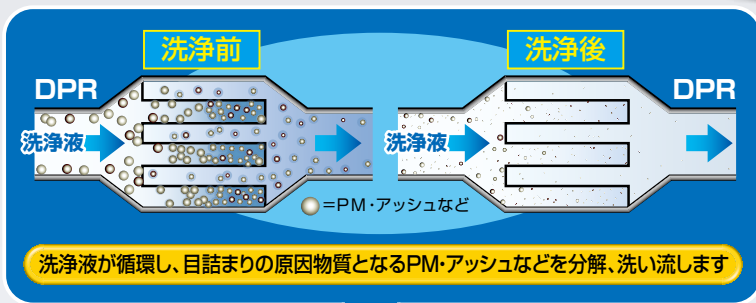 洗浄前
DPR
洗浄液
=PM・アッシュなど
洗浄後
DPR
洗浄液
洗浄液が循環し、目詰まりの原因物質となるPM・アッシュなどを分解、洗い流します